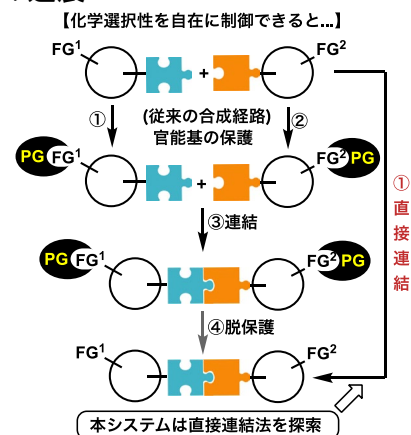 【化学選択性を自在に制御できると...】
FG1 + FG2
① (従来の合成経路) ②
官能基の保護
PG FG1 + FG2 PG
③連結
PG FG1 FG2 PG
④脱保護
FG1 FG2
①直接連結
本システムは直接連結法を探索